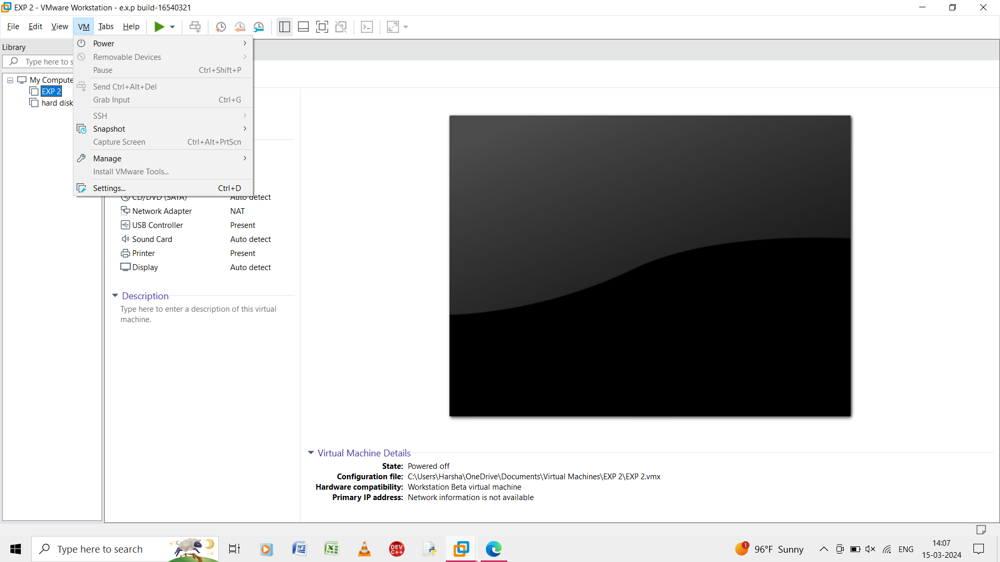 EXP 2 - VMware Workstation - e.x.p build-16540321
File Edit View VM Tabs Help
Library
Type here to s
My Compute
EXP 2
hard disk
Power
Removable Devices
Pause Ctrl+Shift+P
Send Ctrl+Alt+Del
Grab Input Ctrl+G
SSH
Snapshot
Capture Screen Ctrl+Alt+PrtScn
Manage
Install VMware Tools...
Settings... Ctrl+D
CD/DVD (SATA) Auto detect
Network Adapter NAT
USB Controller Present
Sound Card Auto detect
Printer Present
Display Auto detect
Description
Type here to enter a description of this virtual
machine.
Virtual Machine Details
State: Powered off
Configuration file: C:\Users\Harsha\OneDrive\Documents\Virtual Machines\EXP 2\EXP 2.vmx
Hardware compatibility: Workstation Beta virtual machine
Primary IP address: Network information is not available
Type here to search
DEV
C++
1
96°F Sunny
ENG
14:07
15-03-2024